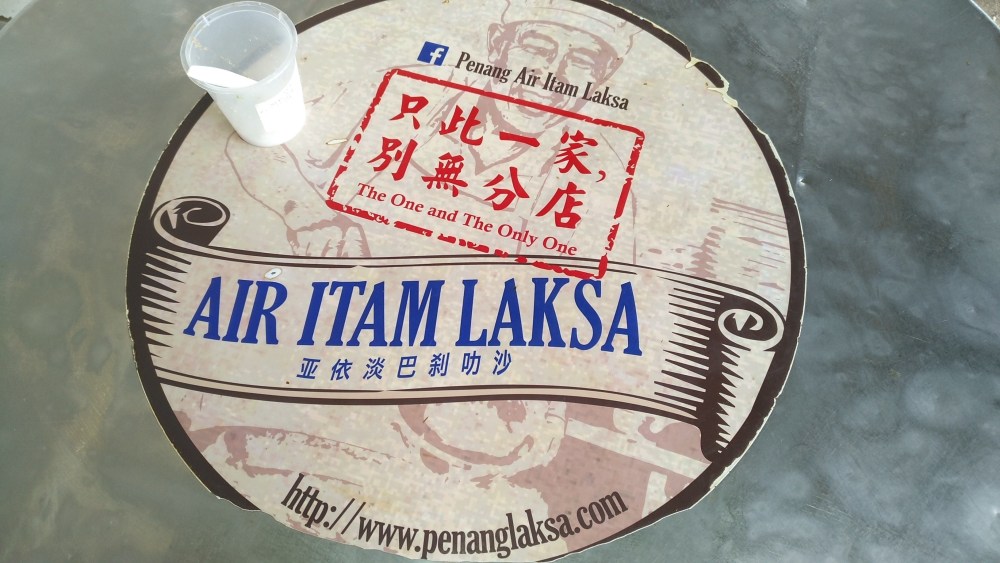 Penang Air Itam Laksa
只此一家,
別無分店
The One and The Only One
AIR ITAM LAKSA
亚依淡巴刹叻沙
http://www.penanglaksa.com